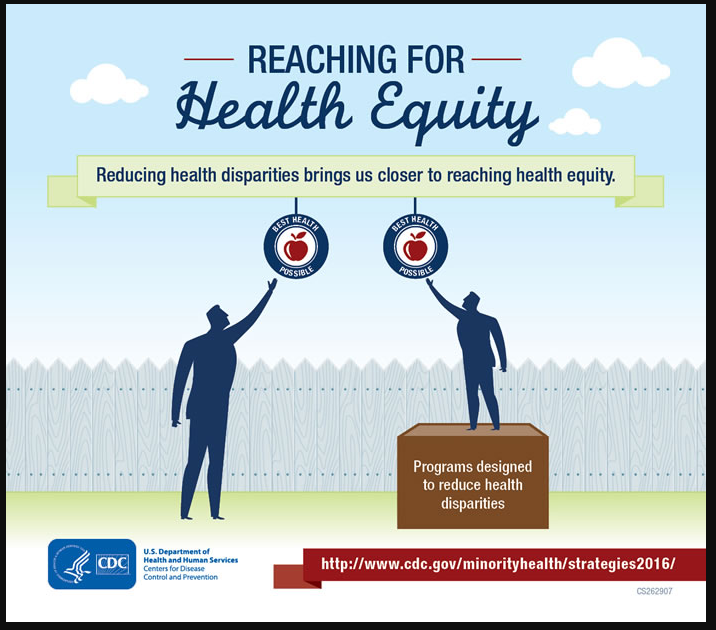 REACHING FOR
Health Equity
Reducing health disparities brings us closer to reaching health equity.
BEST HEALTH
POSSIBLE
BEST HEALTH
POSSIBLE
Programs designed
to reduce health
disparities
CDC
U.S. Department of
Health and Human Services
Centers for Disease
Control and Prevention
http://www.cdc.gov/minorityhealth/strategies2016/
CS262907